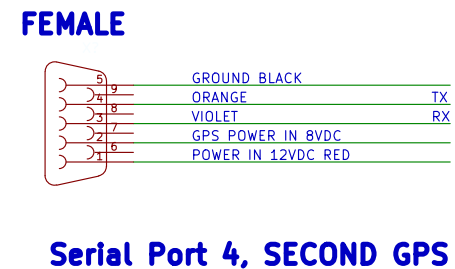 FEMALE
5 GROUND BLACK
9
4 ORANGE TX
8
3 VIOLET RX
7
2 GPS POWER IN 8VDC
6
1 POWER IN 12VDC RED
Serial Port 4, SECOND GPS